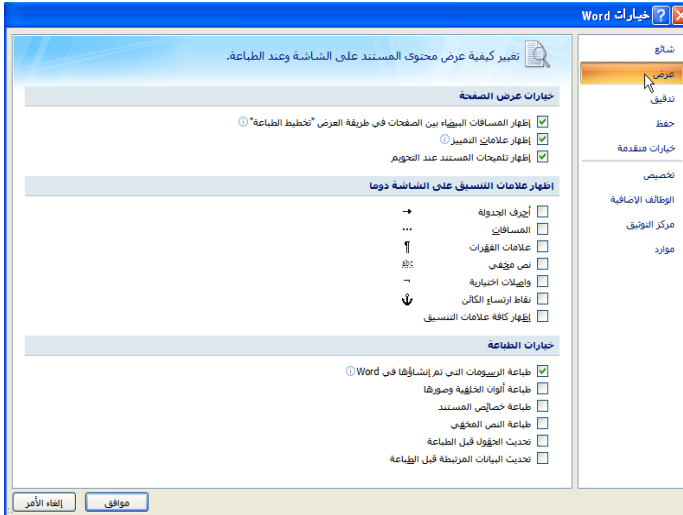 خيارات Word
شائع
عرض
تدقيق
حفظ
خيارات متقدمة
تخصيص
الوظائف الإضافية
مركز التوثيق
موارد
تغيير كيفية عرض محتوى المستند على الشاشة وعند الطباعة.
خيارات عرض الصفحة
إظهار المسافات البيضاء بين الصفحات في طريقة العرض "تخطيط الطباعة"
إظهار علامات التمييز
إظهار تلميحات المستند عند التحويم
إظهار علامات التنسيق على الشاشة دوما
أحرف الجدولة →
المسافات ...
علامات الفقرات ¶
نص مخفي abc
واصلات اختيارية ¬
نقاط ارتساء الكائن
إظهار كافة علامات التنسيق
خيارات الطباعة
طباعة الرسومات التي تم إنشاؤها في Word
طباعة ألوان الخلفية وصورها
طباعة خصائص المستند
طباعة النص المخفي
تحديث الحقول قبل الطباعة
تحديث البيانات المرتبطة قبل الطباعة
موافق
إلغاء الأمر